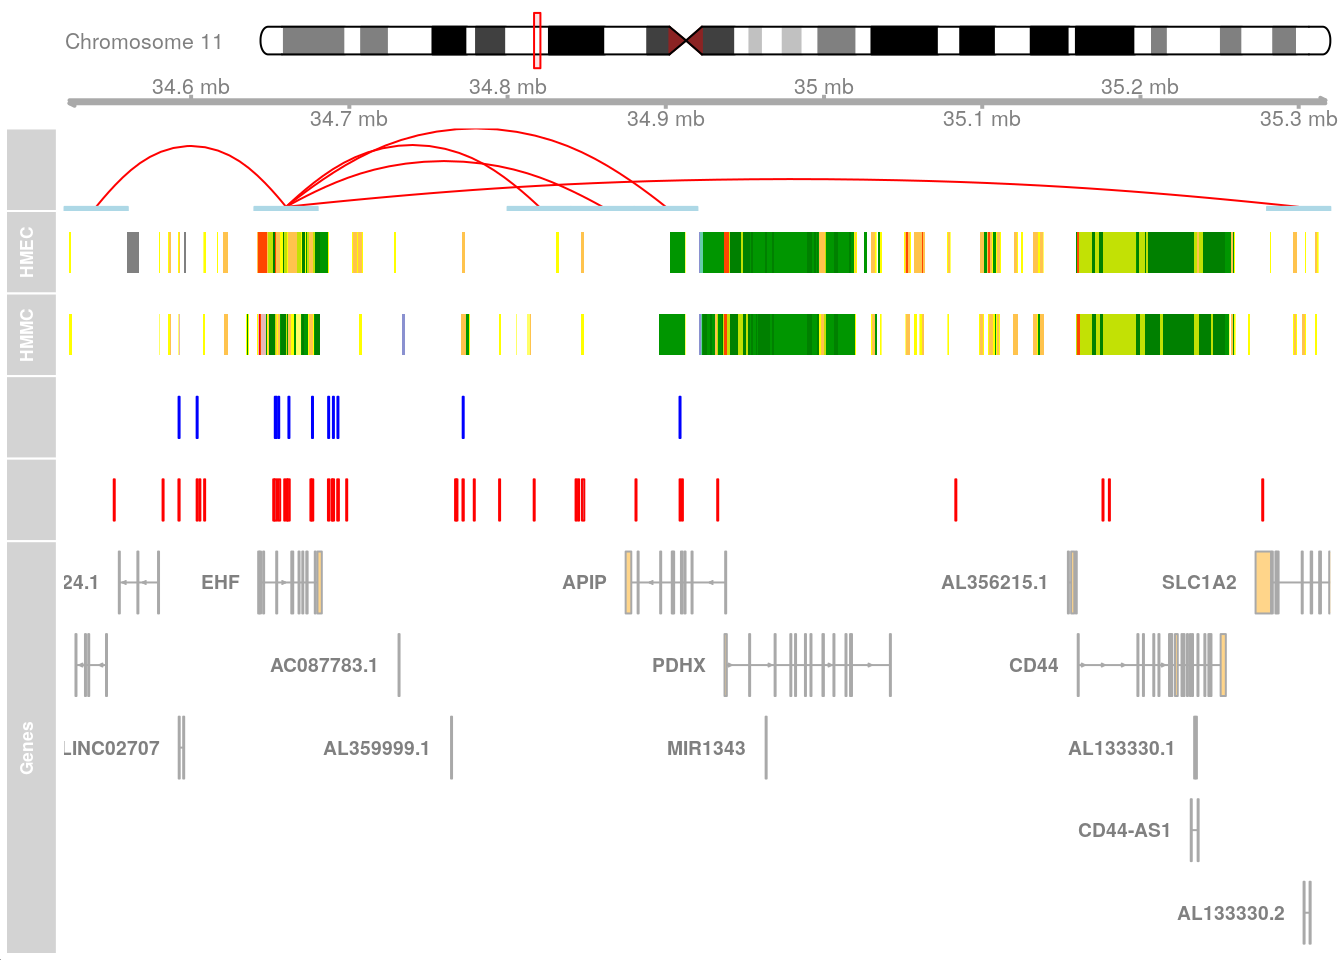 Chromosome 11
34.6 mb 34.8 mb 35 mb 35.2 mb
34.7 mb 34.9 mb 35.1 mb 35.3 mb
HMEC
HMMC
Genes
24.1 EHF APIP AL356215.1 SLC1A2
AC087783.1 PDHX CD44
LINC02707 AL359999.1 MIR1343 AL133330.1
CD44-AS1
AL133330.2